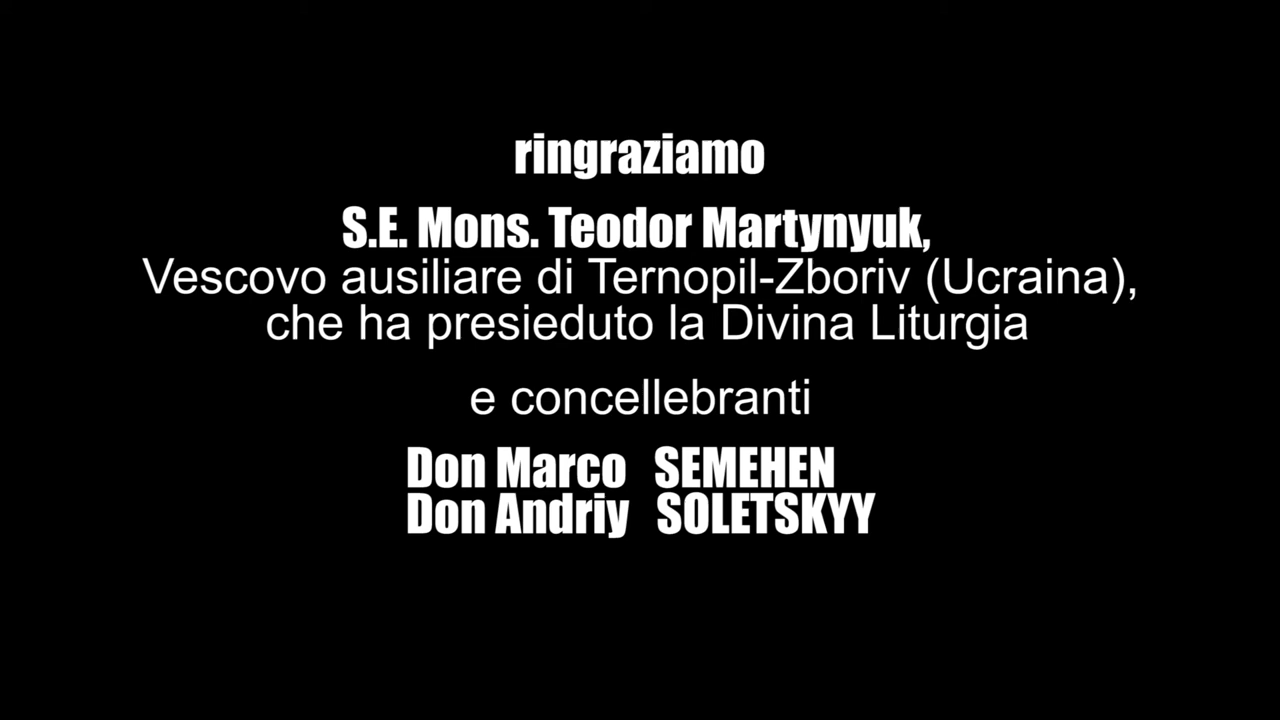 ringraziamo
S.E. Mons. Teodor Martynyuk,
Vescovo ausiliare di Ternopil-Zboriv (Ucraina),
che ha presieduto la Divina Liturgia
e concellebranti
Don Marco SEMEHEN
Don Andriy SOLETSKYY